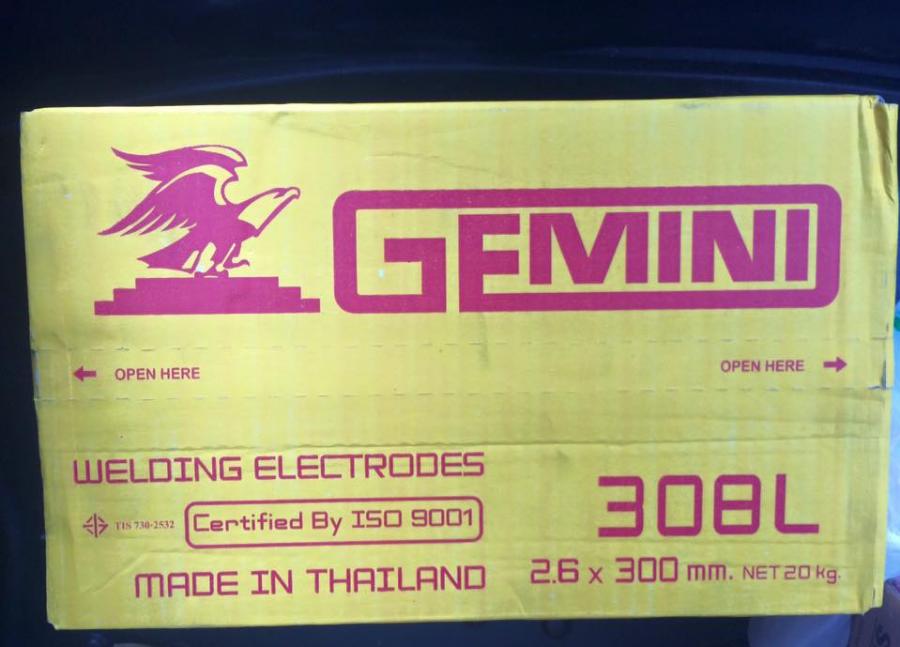 GEMINI
← OPEN HERE
OPEN HERE →
WELDING ELECTRODES
TIS 730-2532
Certified By ISO 9001
MADE IN THAILAND
308L
2.6 x 300 mm. NET 20 kg.